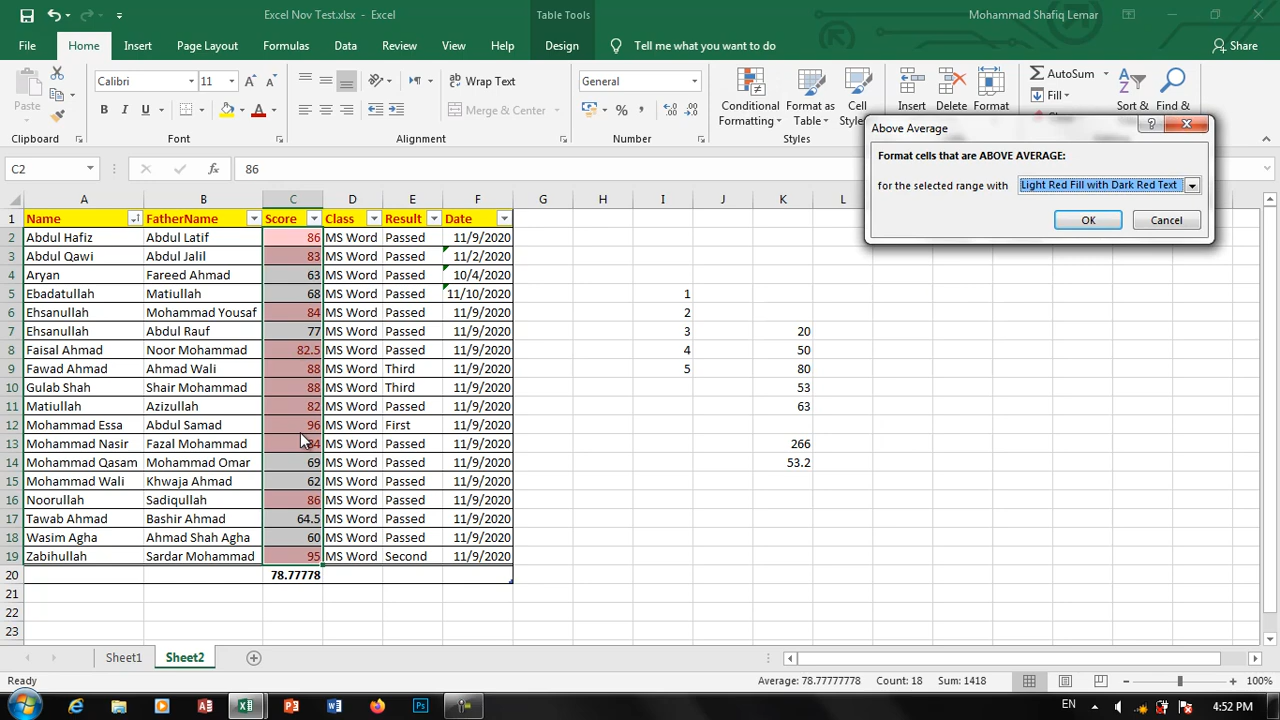 Excel Nov Test.xlsx - Excel
Table Tools
Mohammad Shafiq Lemar
File Home Insert Page Layout Formulas Data Review View Help Design Tell me what you want to do Share
Paste
Calibri 11
B I U
Wrap Text
Merge & Center
General
Conditional Formatting
Format as Table
Cell Styles
Insert Delete Format
AutoSum
Fill
Sort & Find &
Clipboard Font Alignment Number Styles
C2 fx 86
Above Average
Format cells that are ABOVE AVERAGE:
for the selected range with Light Red Fill with Dark Red Text
OK Cancel
A B C D E F G H I J K L
1 Name FatherName Score Class Result Date
2 Abdul Hafiz Abdul Latif 86 MS Word Passed 11/9/2020
3 Abdul Qawi Abdul Jalil 83 MS Word Passed 11/2/2020
4 Aryan Fareed Ahmad 63 MS Word Passed 10/4/2020
5 Ebadatullah Matiullah 68 MS Word Passed 11/10/2020 1
6 Ehsanullah Mohammad Yousaf 84 MS Word Passed 11/9/2020 2
7 Ehsanullah Abdul Rauf 77 MS Word Passed 11/9/2020 3 20
8 Faisal Ahmad Noor Mohammad 82.5 MS Word Passed 11/9/2020 4 50
9 Fawad Ahmad Ahmad Wali 88 MS Word Third 11/9/2020 5 80
10 Gulab Shah Shair Mohammad 88 MS Word Third 11/9/2020 53
11 Matiullah Azizullah 82 MS Word Passed 11/9/2020 63
12 Mohammad Essa Abdul Samad 96 MS Word First 11/9/2020
13 Mohammad Nasir Fazal Mohammad MS Word Passed 11/9/2020 266
14 Mohammad Qasam Mohammad Omar 69 MS Word Passed 11/9/2020 53.2
15 Mohammad Wali Khwaja Ahmad 62 MS Word Passed 11/9/2020
16 Noorullah Sadiqullah 86 MS Word Passed 11/9/2020
17 Tawab Ahmad Bashir Ahmad 64.5 MS Word Passed 11/9/2020
18 Wasim Agha Ahmad Shah Agha 60 MS Word Passed 11/9/2020
19 Zabihullah Sardar Mohammad 95 MS Word Second 11/9/2020
20 78.77778
21
22
23
Sheet1 Sheet2
Ready Average: 78.77777778 Count: 18 Sum: 1418 100%
EN 4:52 PM